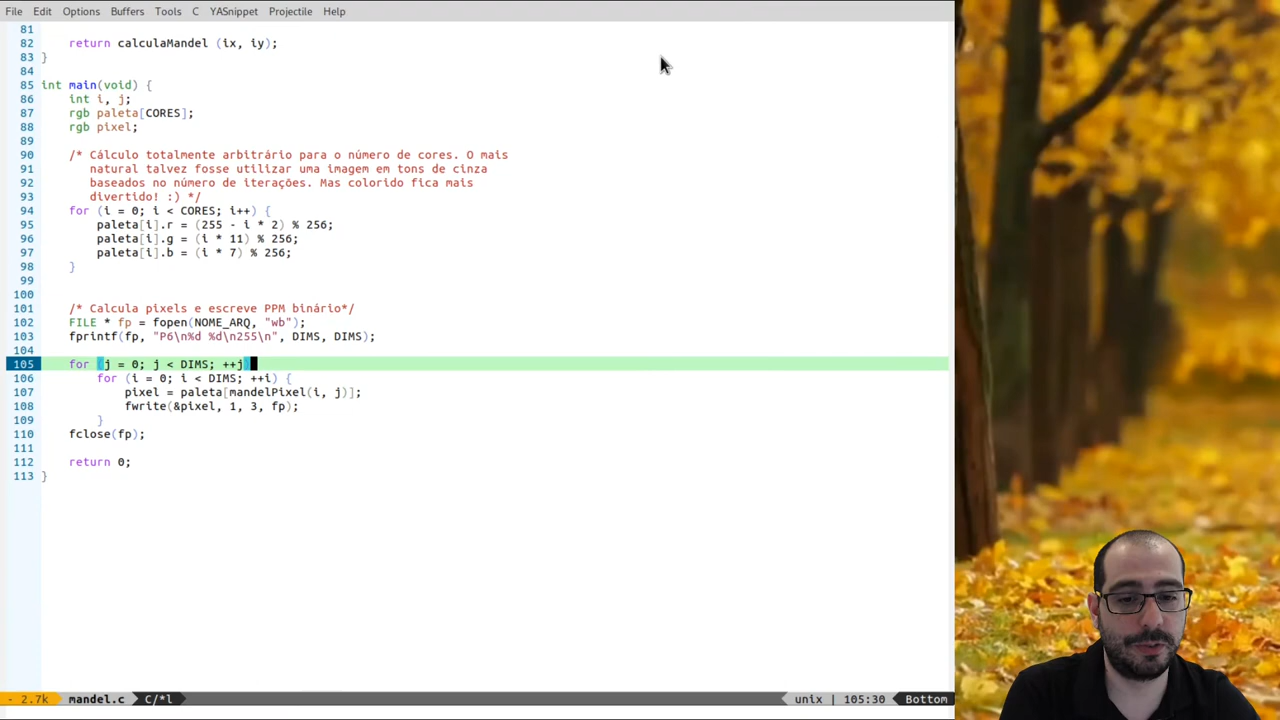 File Edit Options Buffers Tools C YASnippet Projectile Help
81
82 return calculaMandel (ix, iy);
83 }
84
85 int main(void) {
86 int i, j;
87 rgb paleta[CORES];
88 rgb pixel;
89
90 /* Cálculo totalmente arbitrário para o número de cores. O mais
91 natural talvez fosse utilizar uma imagem em tons de cinza
92 baseados no número de iterações. Mas colorido fica mais
93 divertido! :) */
94 for (i = 0; i < CORES; i++) {
95 paleta[i].r = (255 - i * 2) % 256;
96 paleta[i].g = (i * 11) % 256;
97 paleta[i].b = (i * 7) % 256;
98 }
99
100
101 /* Calcula pixels e escreve PPM binário*/
102 FILE * fp = fopen(NOME_ARQ, "wb");
103 fprintf(fp, "P6\n%d %d\n255\n", DIMS, DIMS);
104
105 for (j = 0; j < DIMS; ++j)
106 for (i = 0; i < DIMS; ++i) {
107 pixel = paleta[mandelPixel(i, j)];
108 fwrite(&pixel, 1, 3, fp);
109 }
110 fclose(fp);
111
112 return 0;
113 }
- 2.7k mandel.c C/*l unix | 105:30 Bottom